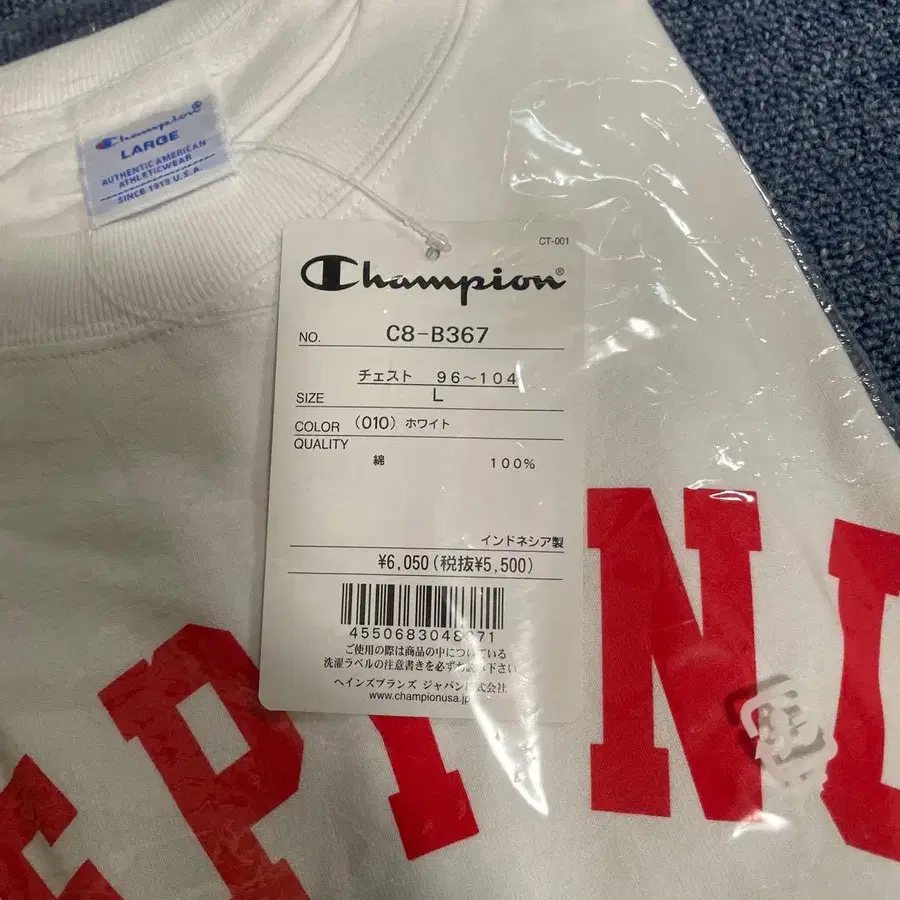 Champion®
LARGE
AUTHENTIC AMERICAN
ATHLETICWEAR
SINCE 1919 U.S.A.
CT-001
Champion®
NO. C8-B367
チェスト 96～104
SIZE L
COLOR (010) ホワイト
QUALITY
綿 100%
インドネシア製
¥6,050(税抜¥5,500)
ご使用の際は商品の中についている
洗濯ラベルの注意書きを必ずお読み下さい
ヘインズブランズ ジャパン株式会社
www.championusa.jp